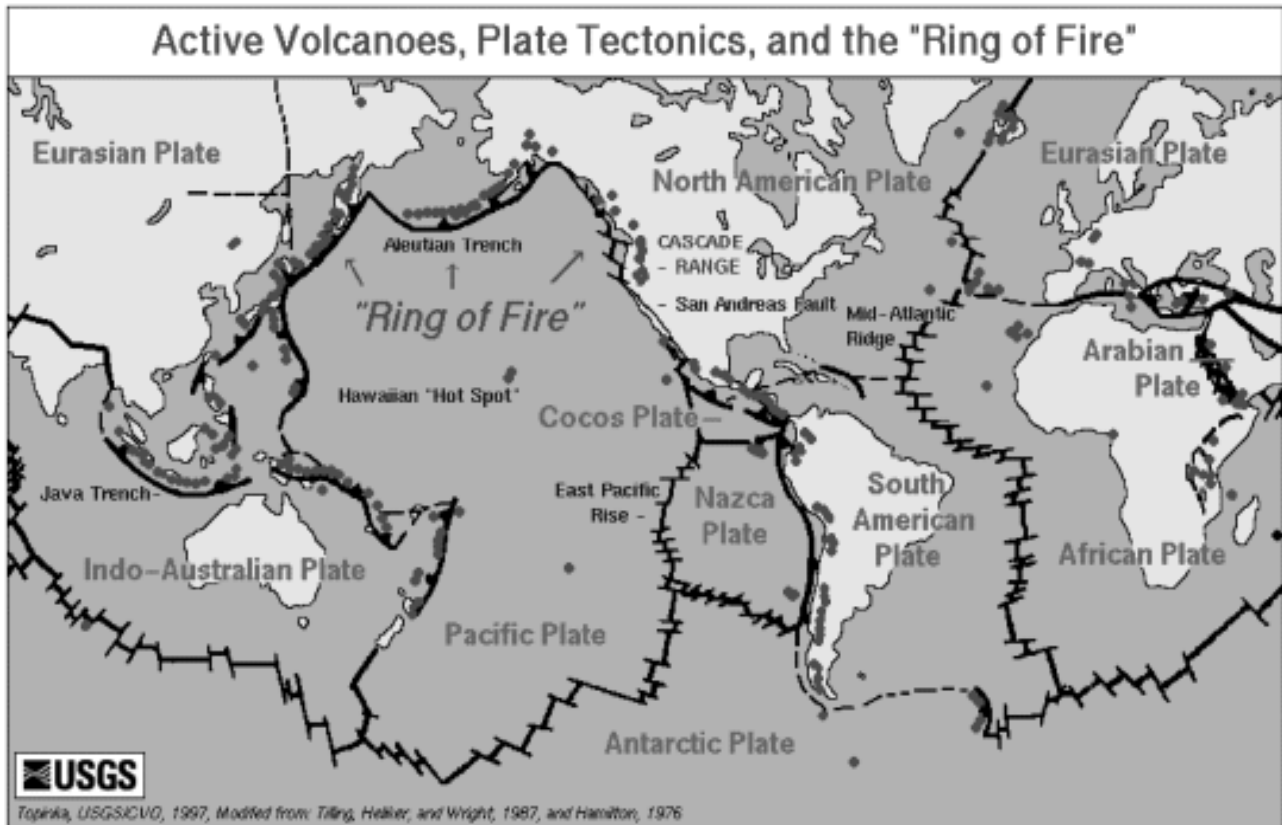 Active Volcanoes, Plate Tectonics, and the "Ring of Fire"
Eurasian Plate
North American Plate
Eurasian Plate
Aleutian Trench
CASCADE
- RANGE
"Ring of Fire"
- San Andreas Fault
Mid-Atlantic
Ridge
Arabian
Plate
Hawaiian "Hot Spot"
Cocos Plate
Java Trench-
East Pacific
Rise -
Nazca
Plate
South
American
Plate
Indo-Australian Plate
African Plate
Pacific Plate
Antarctic Plate
USGS
Topinka, USGS/CVO, 1997, Modified from: Tilling, Heliker, and Wright, 1987, and Hamilton, 1976